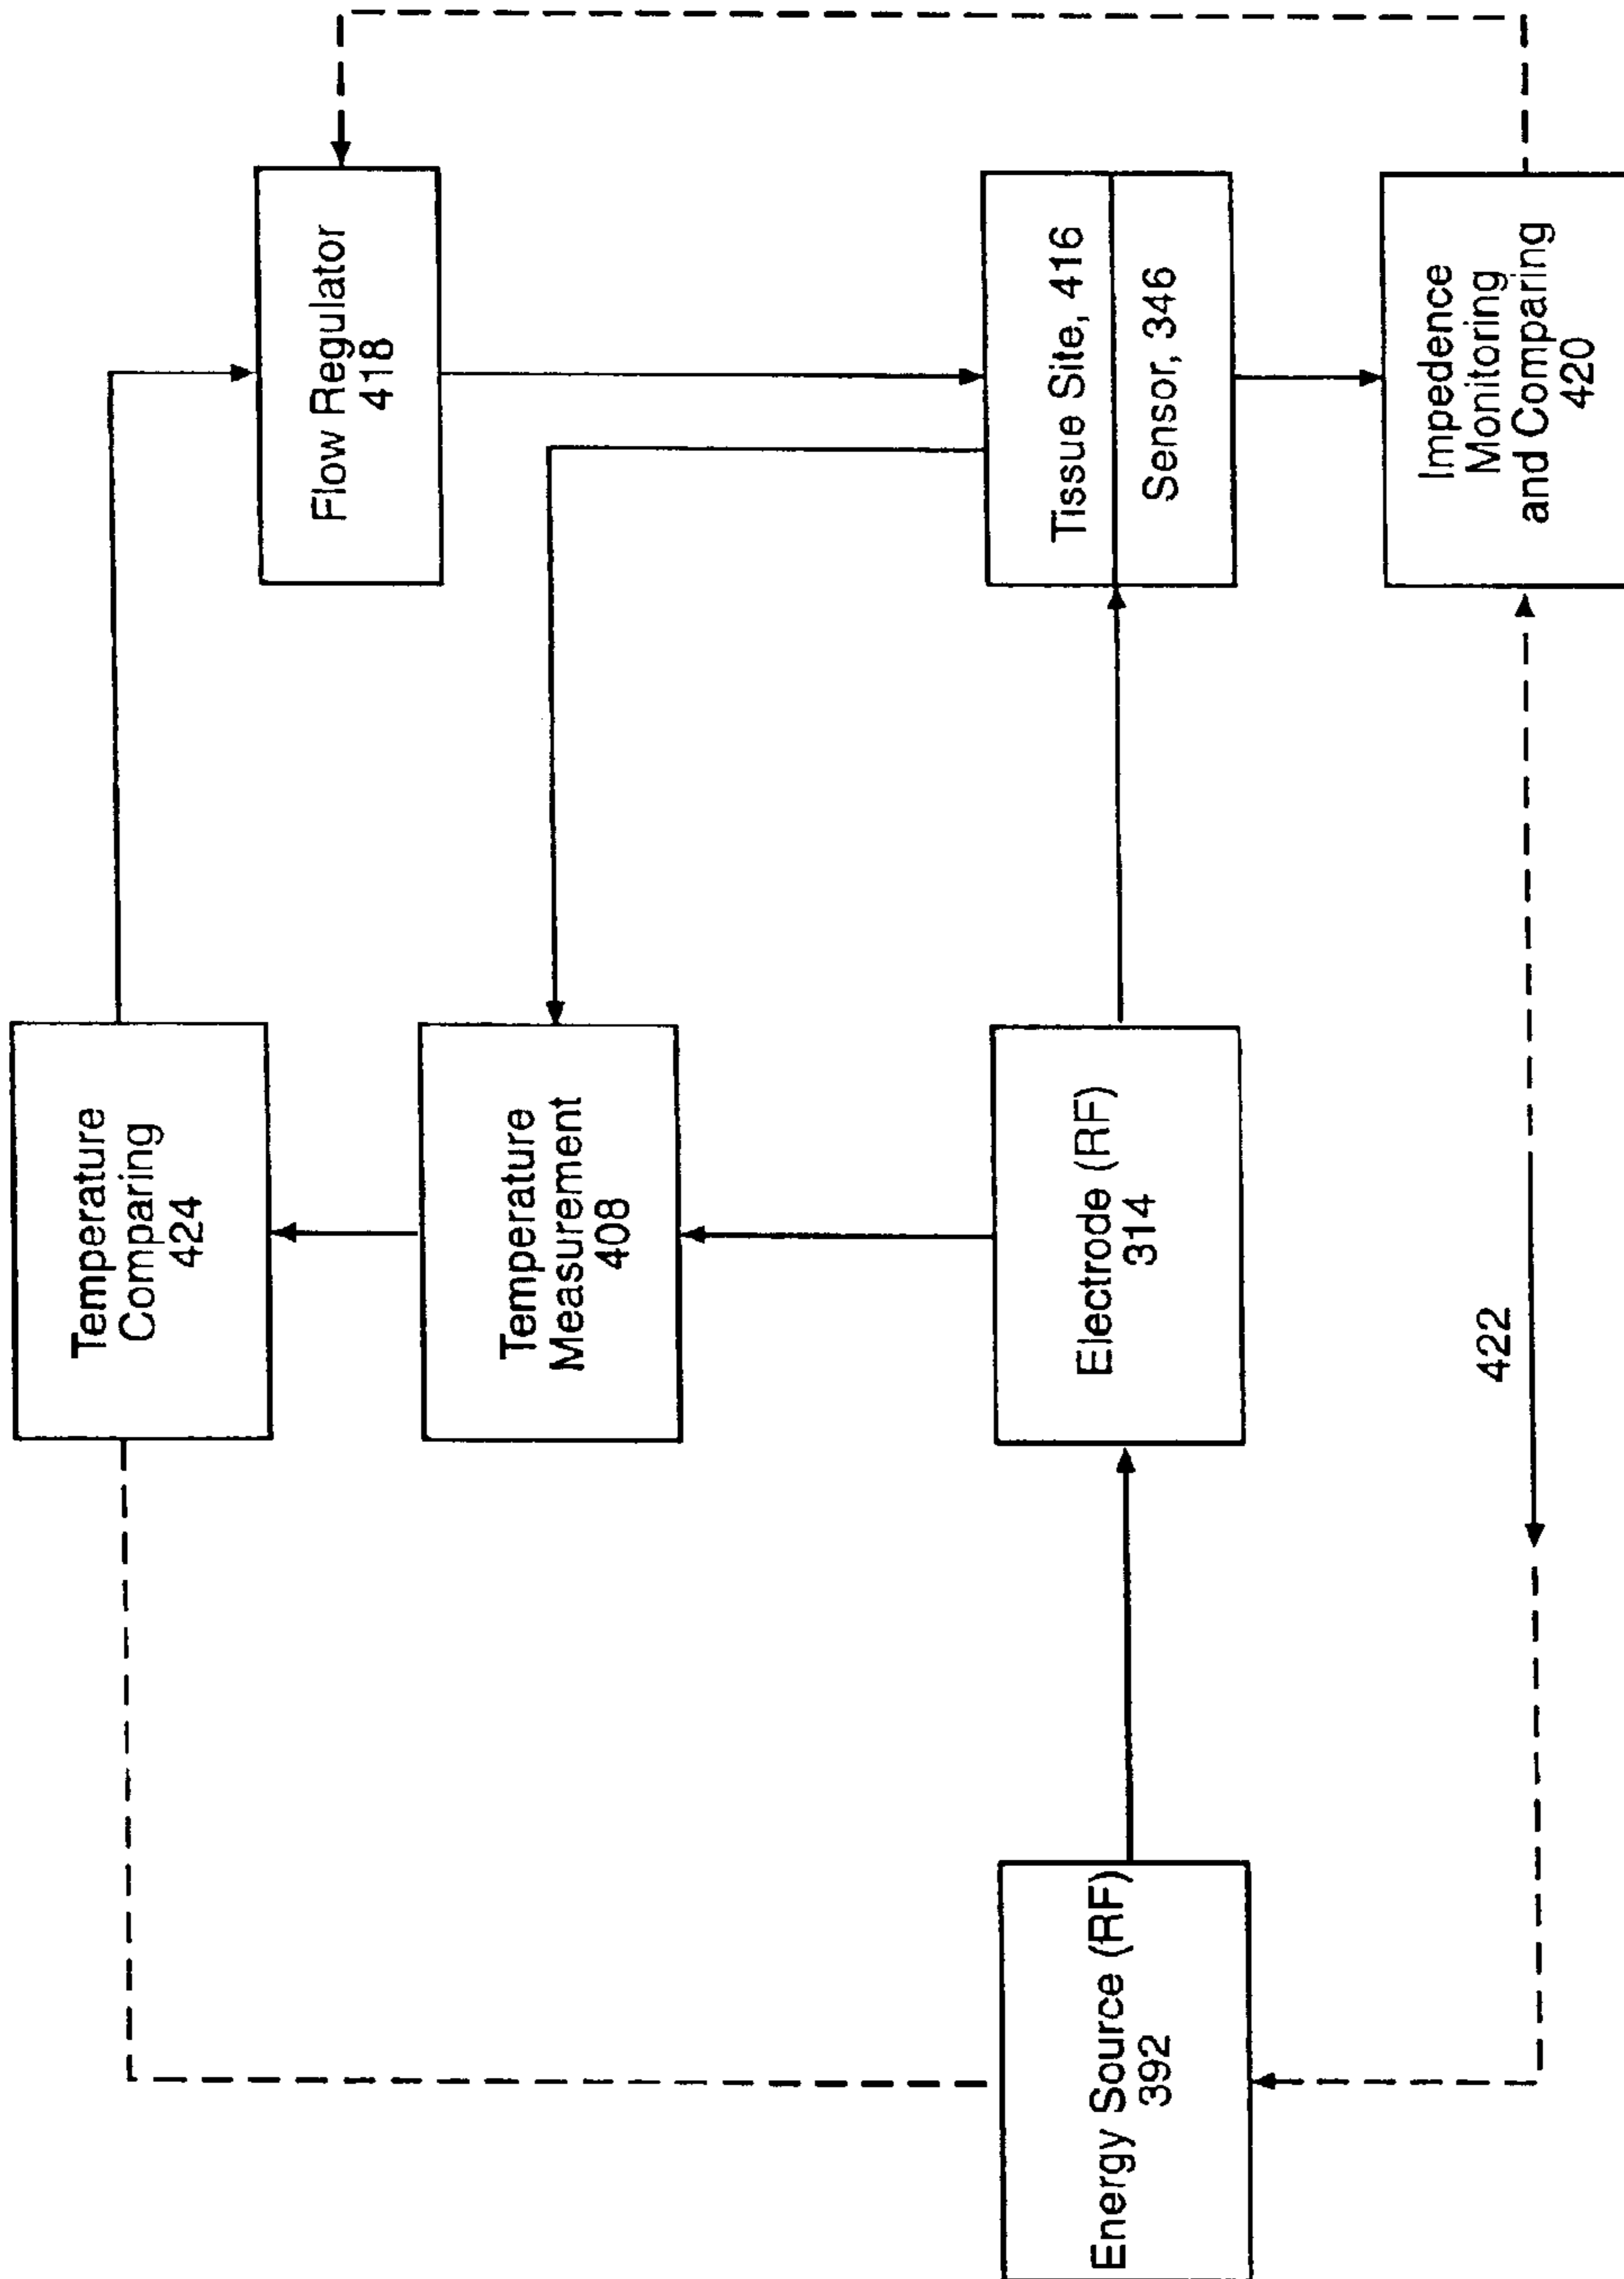 Temperature
Comparing
424
Flow Regulator
418
Temperature
Measurement
408
Energy Source (RF)
392
Electrode (RF)
314
Tissue Site, 416
Sensor, 346
422
Impedence
Monitoring
and Comparing
420